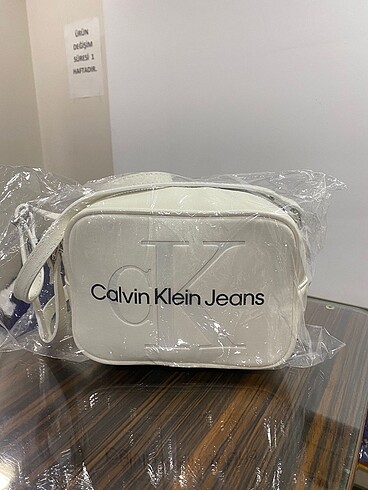 ÜRÜN
DEĞİŞİM
SÜRESİ 1
HAFTADIR.
CK
Calvin Klein Jeans